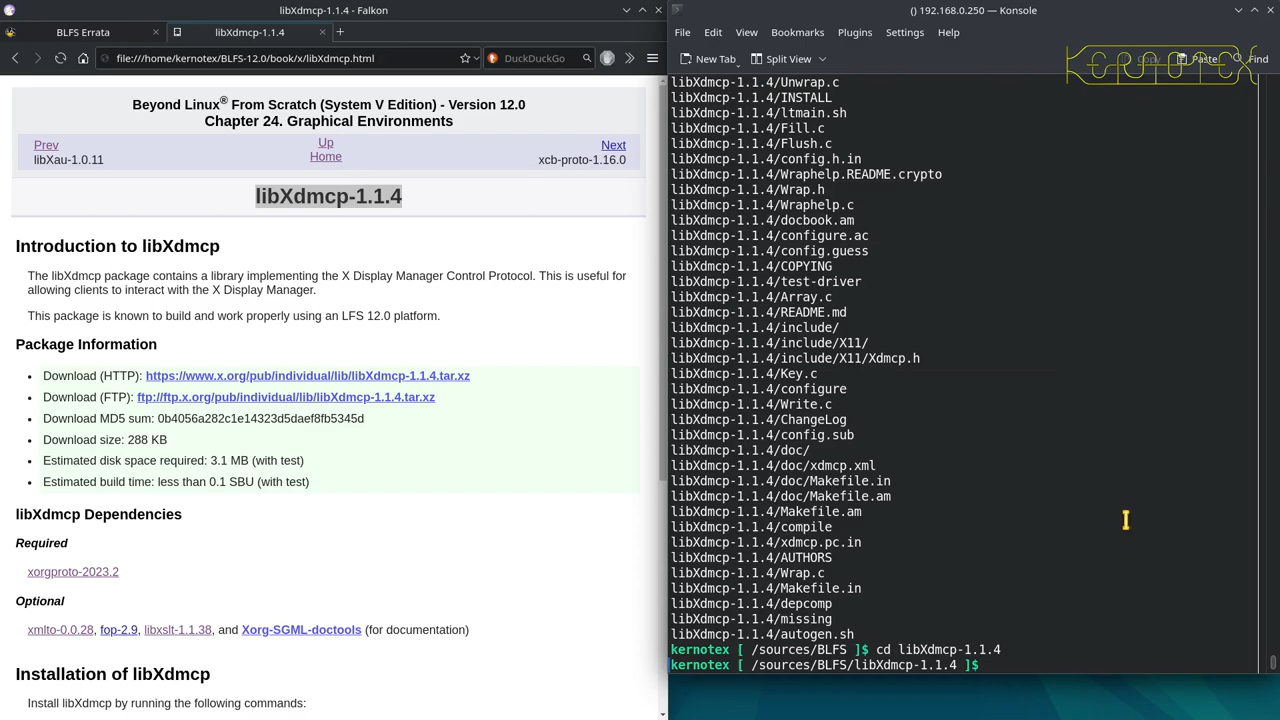 libXdmcp-1.1.4 - Falkon
BLFS Errata
libXdmcp-1.1.4
file:///home/kernotex/BLFS-12.0/book/x/libXdmcp.html
DuckDuckGo
Beyond Linux® From Scratch (System V Edition) - Version 12.0
Chapter 24. Graphical Environments
Prev
Up
Next
libXau-1.0.11
Home
xcb-proto-1.16.0
libXdmcp-1.1.4
Introduction to libXdmcp
The libXdmcp package contains a library implementing the X Display Manager Control Protocol. This is useful for
allowing clients to interact with the X Display Manager.
This package is known to build and work properly using an LFS 12.0 platform.
Package Information
• Download (HTTP): https://www.x.org/pub/individual/lib/libXdmcp-1.1.4.tar.xz
• Download (FTP): ftp://ftp.x.org/pub/individual/lib/libXdmcp-1.1.4.tar.xz
• Download MD5 sum: 0b4056a282c1e14323d5daef8fb5345d
• Download size: 288 KB
• Estimated disk space required: 3.1 MB (with test)
• Estimated build time: less than 0.1 SBU (with test)
libXdmcp Dependencies
Required
xorgproto-2023.2
Optional
xmlto-0.0.28, fop-2.9, libxslt-1.1.38, and Xorg-SGML-doctools (for documentation)
Installation of libXdmcp
Install libXdmcp by running the following commands:
() 192.168.0.250 — Konsole
File Edit View Bookmarks Plugins Settings Help
New Tab Split View Copy Paste Find
KERNOTEX
libXdmcp-1.1.4/Unwrap.c
libXdmcp-1.1.4/INSTALL
libXdmcp-1.1.4/ltmain.sh
libXdmcp-1.1.4/Fill.c
libXdmcp-1.1.4/Flush.c
libXdmcp-1.1.4/config.h.in
libXdmcp-1.1.4/Wraphelp.README.crypto
libXdmcp-1.1.4/Wrap.h
libXdmcp-1.1.4/Wraphelp.c
libXdmcp-1.1.4/docbook.am
libXdmcp-1.1.4/configure.ac
libXdmcp-1.1.4/config.guess
libXdmcp-1.1.4/COPYING
libXdmcp-1.1.4/test-driver
libXdmcp-1.1.4/Array.c
libXdmcp-1.1.4/README.md
libXdmcp-1.1.4/include/
libXdmcp-1.1.4/include/X11/
libXdmcp-1.1.4/include/X11/Xdmcp.h
libXdmcp-1.1.4/Key.c
libXdmcp-1.1.4/configure
libXdmcp-1.1.4/Write.c
libXdmcp-1.1.4/ChangeLog
libXdmcp-1.1.4/config.sub
libXdmcp-1.1.4/doc/
libXdmcp-1.1.4/doc/xdmcp.xml
libXdmcp-1.1.4/doc/Makefile.in
libXdmcp-1.1.4/doc/Makefile.am
libXdmcp-1.1.4/Makefile.am
libXdmcp-1.1.4/compile
libXdmcp-1.1.4/xdmcp.pc.in
libXdmcp-1.1.4/AUTHORS
libXdmcp-1.1.4/Wrap.c
libXdmcp-1.1.4/Makefile.in
libXdmcp-1.1.4/depcomp
libXdmcp-1.1.4/missing
libXdmcp-1.1.4/autogen.sh
kernotex [ /sources/BLFS ]$ cd libXdmcp-1.1.4
kernotex [ /sources/BLFS/libXdmcp-1.1.4 ]$